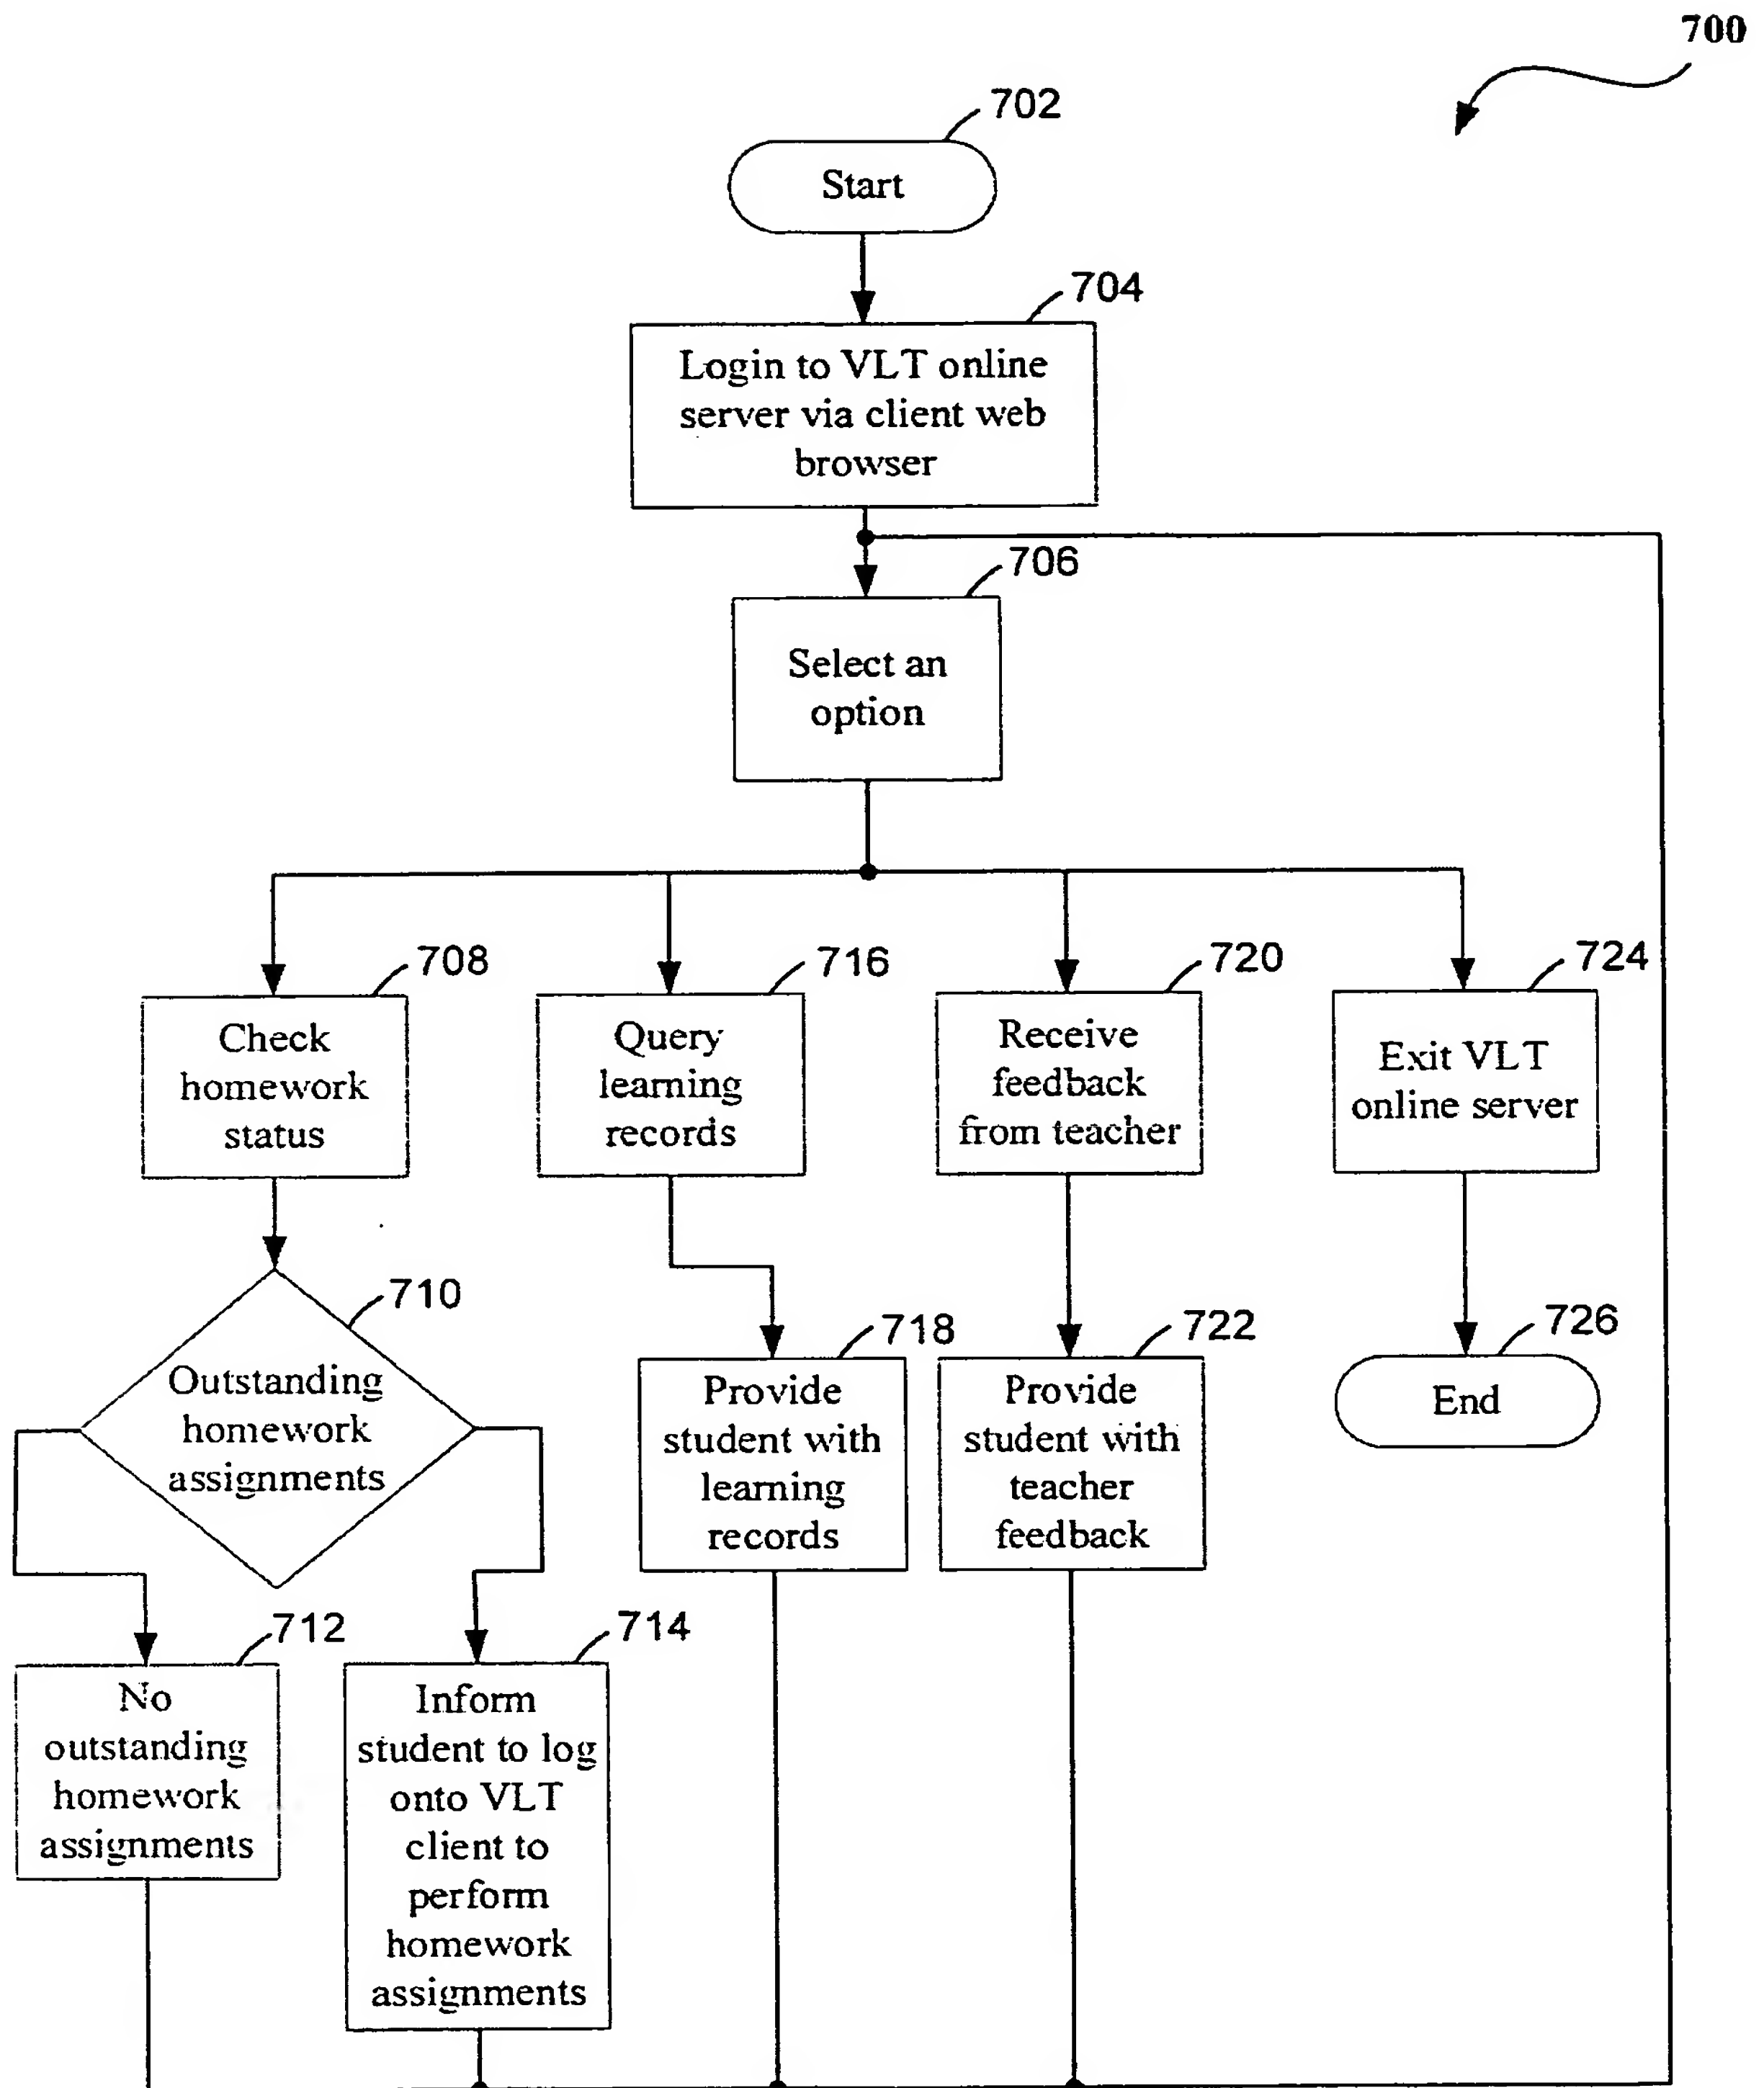 700
702
Start
704
Login to VLT online
server via client web
browser
706
Select an
option
708
716
720
724
Check
homework
status
Query
learning
records
Receive
feedback
from teacher
Exit VLT
online server
710
Outstanding
homework
assignments
718
722
726
Provide
student with
learning
records
Provide
student with
teacher
feedback
End
712
714
No
outstanding
homework
assignments
Inform
student to log
onto VLT
client to
perform
homework
assignments